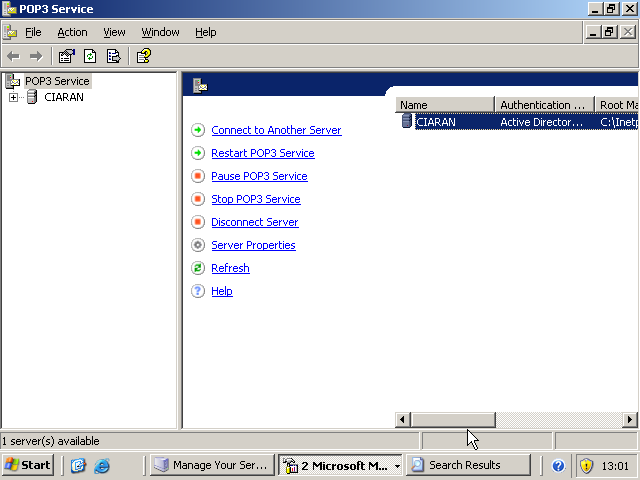 POP3 Service
File Action View Window Help
POP3 Service
CIARAN
Name Authentication ... Root Ma
CIARAN Active Director... C:\Inetp
Connect to Another Server
Restart POP3 Service
Pause POP3 Service
Stop POP3 Service
Disconnect Server
Server Properties
Refresh
Help
1 server(s) available
Start Manage Your Ser... 2 Microsoft M... Search Results 13:01